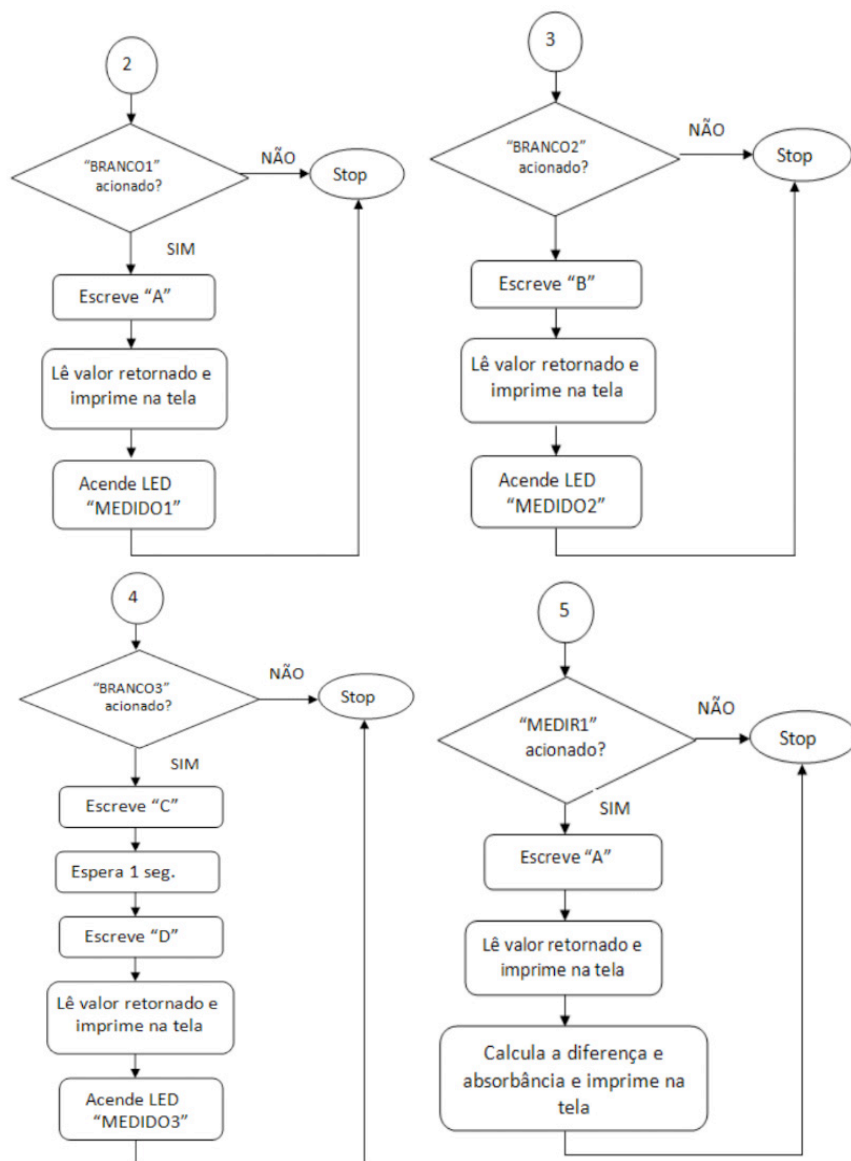 2
"BRANCO1"
acionado?
NÃO
Stop
SIM
Escreve "A"
Lê valor retornado e
imprime na tela
Acende LED
"MEDIDO1"
3
"BRANCO2"
acionado?
NÃO
Stop
Escreve "B"
Lê valor retornado e
imprime na tela
Acende LED
"MEDIDO2"
4
"BRANCO3"
acionado?
NÃO
Stop
SIM
Escreve "C"
Espera 1 seg.
Escreve "D"
Lê valor retornado e
imprime na tela
Acende LED
"MEDIDO3"
5
"MEDIR1"
acionado?
NÃO
Stop
SIM
Escreve "A"
Lê valor retornado e
imprime na tela
Calcula a diferença e
absorbância e imprime na
tela